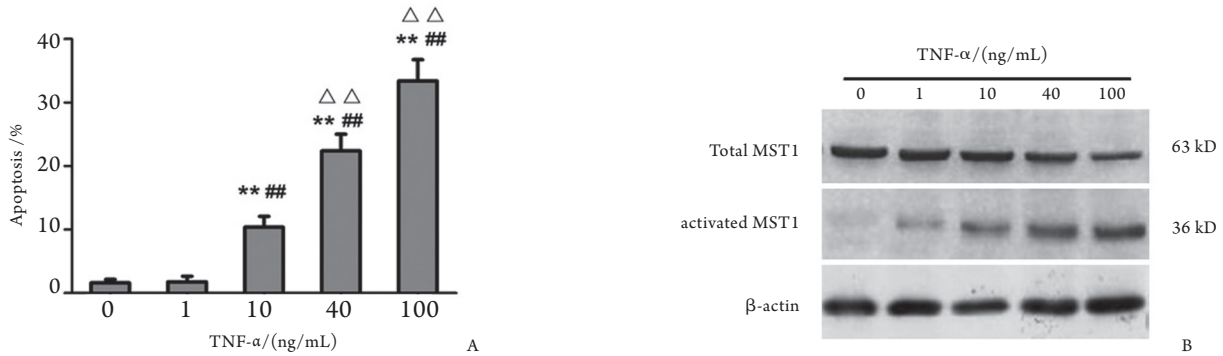 △ △
** ##
△ △
** ##
** ##
40
30
20
10
0
Apoptosis /%
0 1 10 40 100
TNF-α/(ng/mL)
A
TNF-α/(ng/mL)
0 1 10 40 100
Total MST1 63 kD
activated MST1 36 kD
β-actin
B